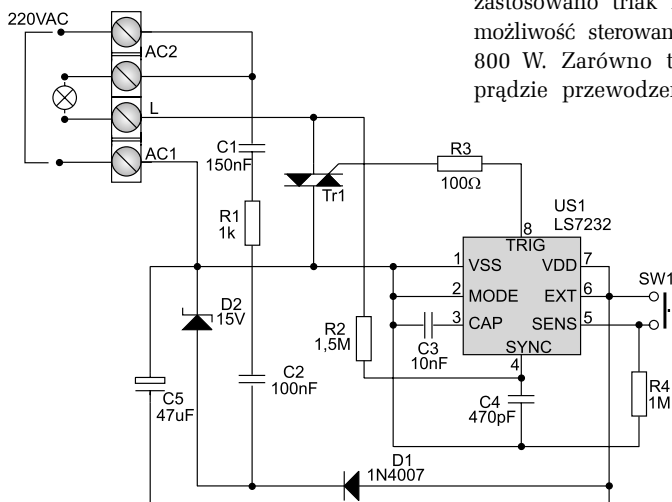 zastosowano triak
możliwość sterowan
800 W. Zarówno t
prądzie przewodze
220VAC
AC2
L
AC1
C1
150nF
R1
1k
Tr1
R3
100Ω
US1
LS7232
8
TRIG
1 VSS VDD 7
2 MODE EXT 6
3 CAP SENS 5
SYNC
4
SW1
D2
15V
R2
1,5M
C3
10nF
C2
100nF
C5
47uF
C4
470pF
R4
1M
D1
1N4007